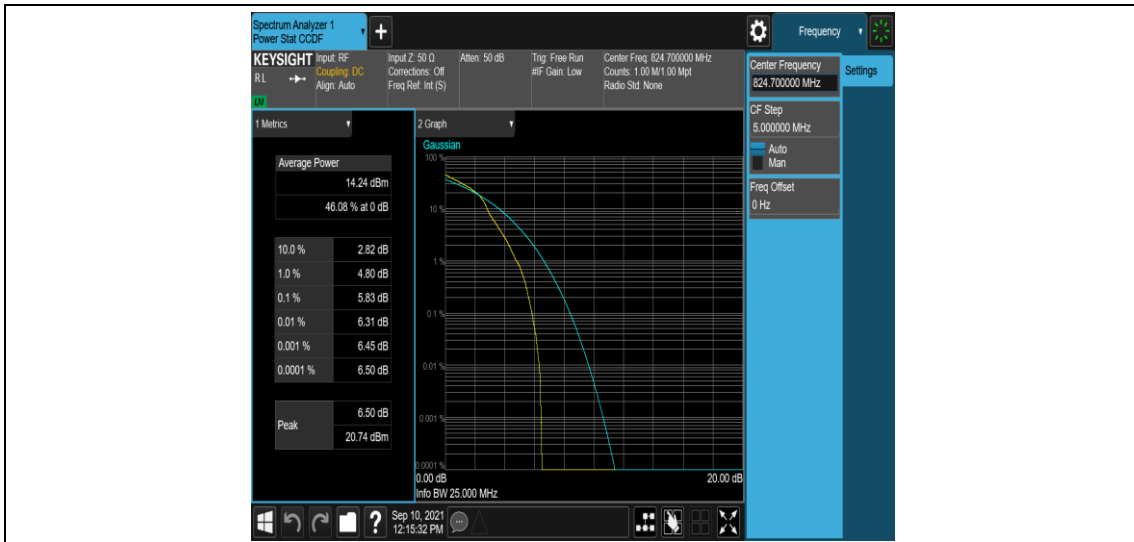 Spectrum Analyzer 1
Power Stat CCDF
+
Frequency
KEYSIGHT
RL
LXI
Input: RF
Coupling: DC
Align: Auto
Input Z: 50 Ω
Corrections: Off
Freq Ref: Int (S)
Atten: 50 dB
Trig: Free Run
#IF Gain: Low
Center Freq: 824.700000 MHz
Counts: 1.00 M/1.00 Mpt
Radio Std: None
Center Frequency
824.700000 MHz
Settings
CF Step
5.000000 MHz
Auto
Man
Freq Offset
0 Hz
1 Metrics
Average Power
14.24 dBm
46.08 % at 0 dB
10.0 % 2.82 dB
1.0 % 4.80 dB
0.1 % 5.83 dB
0.01 % 6.31 dB
0.001 % 6.45 dB
0.0001 % 6.50 dB
Peak
6.50 dB
20.74 dBm
2 Graph
Gaussian
100 %
10 %
1 %
0.1 %
0.01 %
0.001 %
0.0001 %
0.00 dB 20.00 dB
Info BW 25.000 MHz
?
Sep 10, 2021
12:15:32 PM